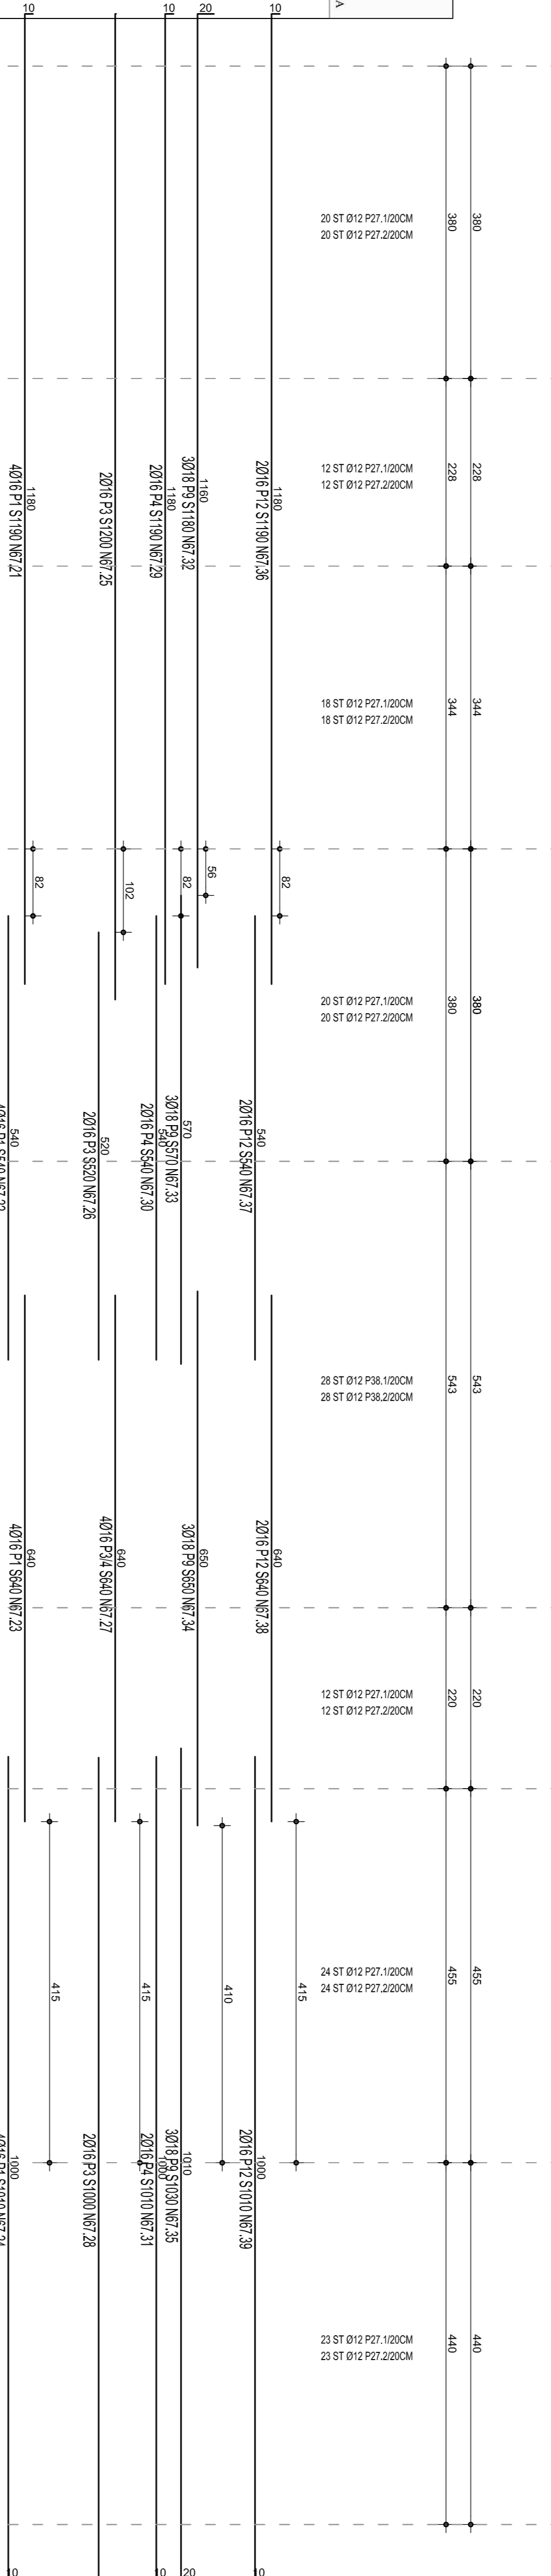 10
10
20
10
A
20 ST Ø12 P27.1/20CM
20 ST Ø12 P27.2/20CM
380
380
4Ø16 P1 S1190 N67.21
1180
2Ø16 P3 S1200 N67.25
2Ø16 P4 S1190 N67.29
1180
3Ø18 P9 S1180 N67.32
1160
2Ø16 P12 S1190 N67.36
1180
12 ST Ø12 P27.1/20CM
12 ST Ø12 P27.2/20CM
228
228
18 ST Ø12 P27.1/20CM
18 ST Ø12 P27.2/20CM
344
344
82
102
82
56
82
20 ST Ø12 P27.1/20CM
20 ST Ø12 P27.2/20CM
380
380
540
2Ø16 P3 S520 N67.26
520
2Ø16 P4 S540 N67.30
540
3Ø18 P9 S570 N67.33
570
2Ø16 P12 S540 N67.37
540
28 ST Ø12 P38.1/20CM
28 ST Ø12 P38.2/20CM
543
543
4Ø16 P1 S640 N67.23
640
4Ø16 P3/4 S640 N67.27
640
3Ø18 P9 S650 N67.34
650
2Ø16 P12 S640 N67.38
640
12 ST Ø12 P27.1/20CM
12 ST Ø12 P27.2/20CM
220
220
415
415
410
415
24 ST Ø12 P27.1/20CM
24 ST Ø12 P27.2/20CM
455
455
1000
2Ø16 P3 S1000 N67.28
2Ø16 P4 S1010 N67.31
1000
3Ø18 P9 S1030 N67.35
1010
2Ø16 P12 S1010 N67.39
1000
23 ST Ø12 P27.1/20CM
23 ST Ø12 P27.2/20CM
440
440
10
10
20
10